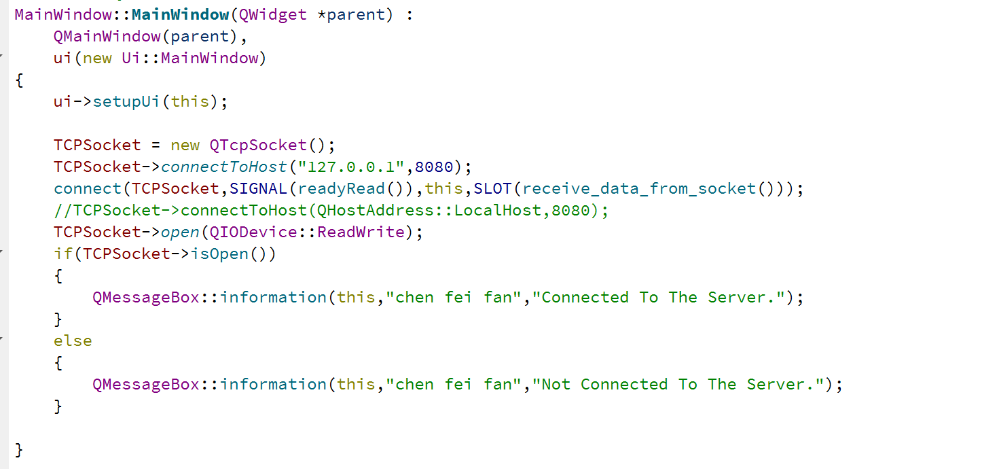 MainWindow::MainWindow(QWidget *parent) :
    QMainWindow(parent),
    ui(new Ui::MainWindow)
{
    ui->setupUi(this);

    TCPSocket = new QTcpSocket();
    TCPSocket->connectToHost("127.0.0.1",8080);
    connect(TCPSocket,SIGNAL(readyRead()),this,SLOT(receive_data_from_socket()));
    //TCPSocket->connectToHost(QHostAddress::LocalHost,8080);
    TCPSocket->open(QIODevice::ReadWrite);
    if(TCPSocket->isOpen())
    {
        QMessageBox::information(this,"chen fei fan","Connected To The Server.");
    }
    else
    {
        QMessageBox::information(this,"chen fei fan","Not Connected To The Server.");
    }

}